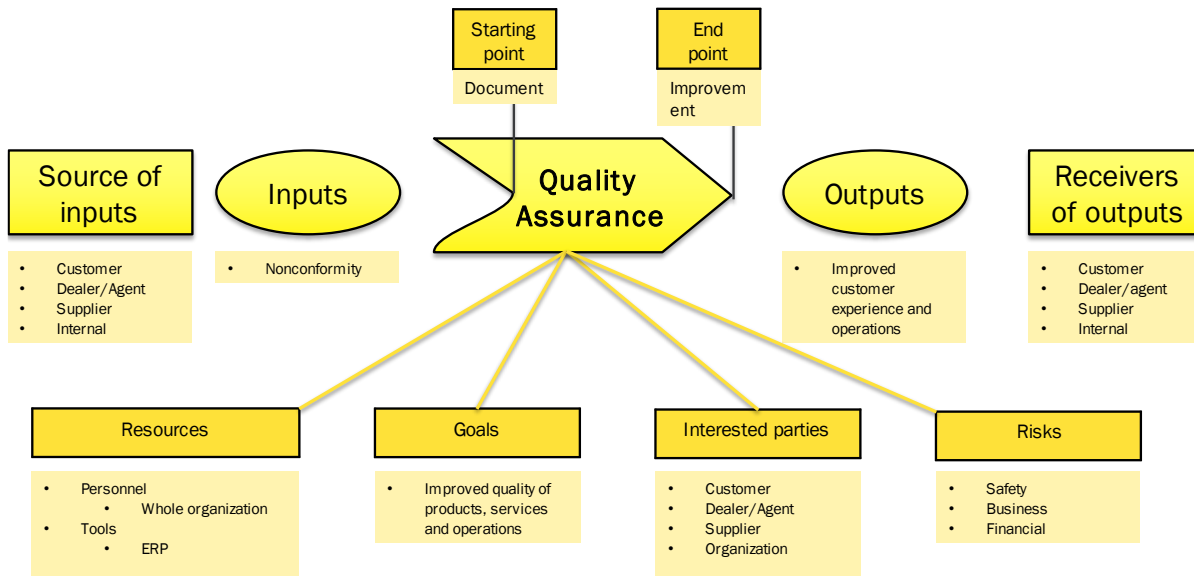 Starting
point
Document
End
point
Improvem
ent
Source of
inputs
• Customer
• Dealer/Agent
• Supplier
• Internal
Inputs
• Nonconformity
Quality
Assurance
Outputs
• Improved
customer
experience and
operations
Receivers
of outputs
• Customer
• Dealer/agent
• Supplier
• Internal
Resources
• Personnel
• Whole organization
• Tools
• ERP
Goals
• Improved quality of
products, services
and operations
Interested parties
• Customer
• Dealer/Agent
• Supplier
• Organization
Risks
• Safety
• Business
• Financial